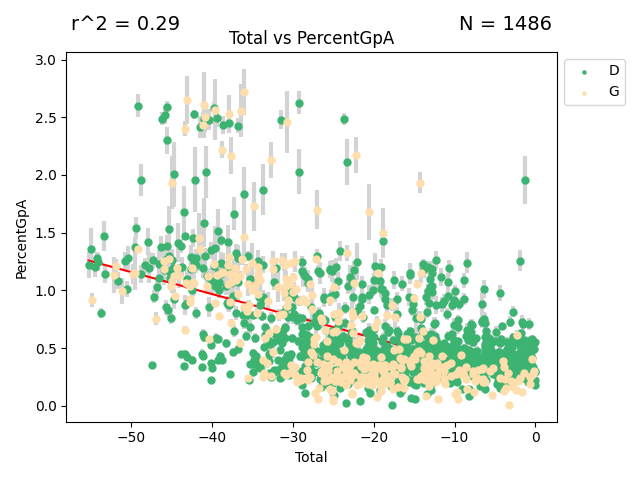 r^2 = 0.29
N = 1486
Total vs PercentGpA
D
G
3.0
2.5
2.0
1.5
1.0
0.5
0.0
PercentGpA
−50
−40
−30
−20
−10
0
Total